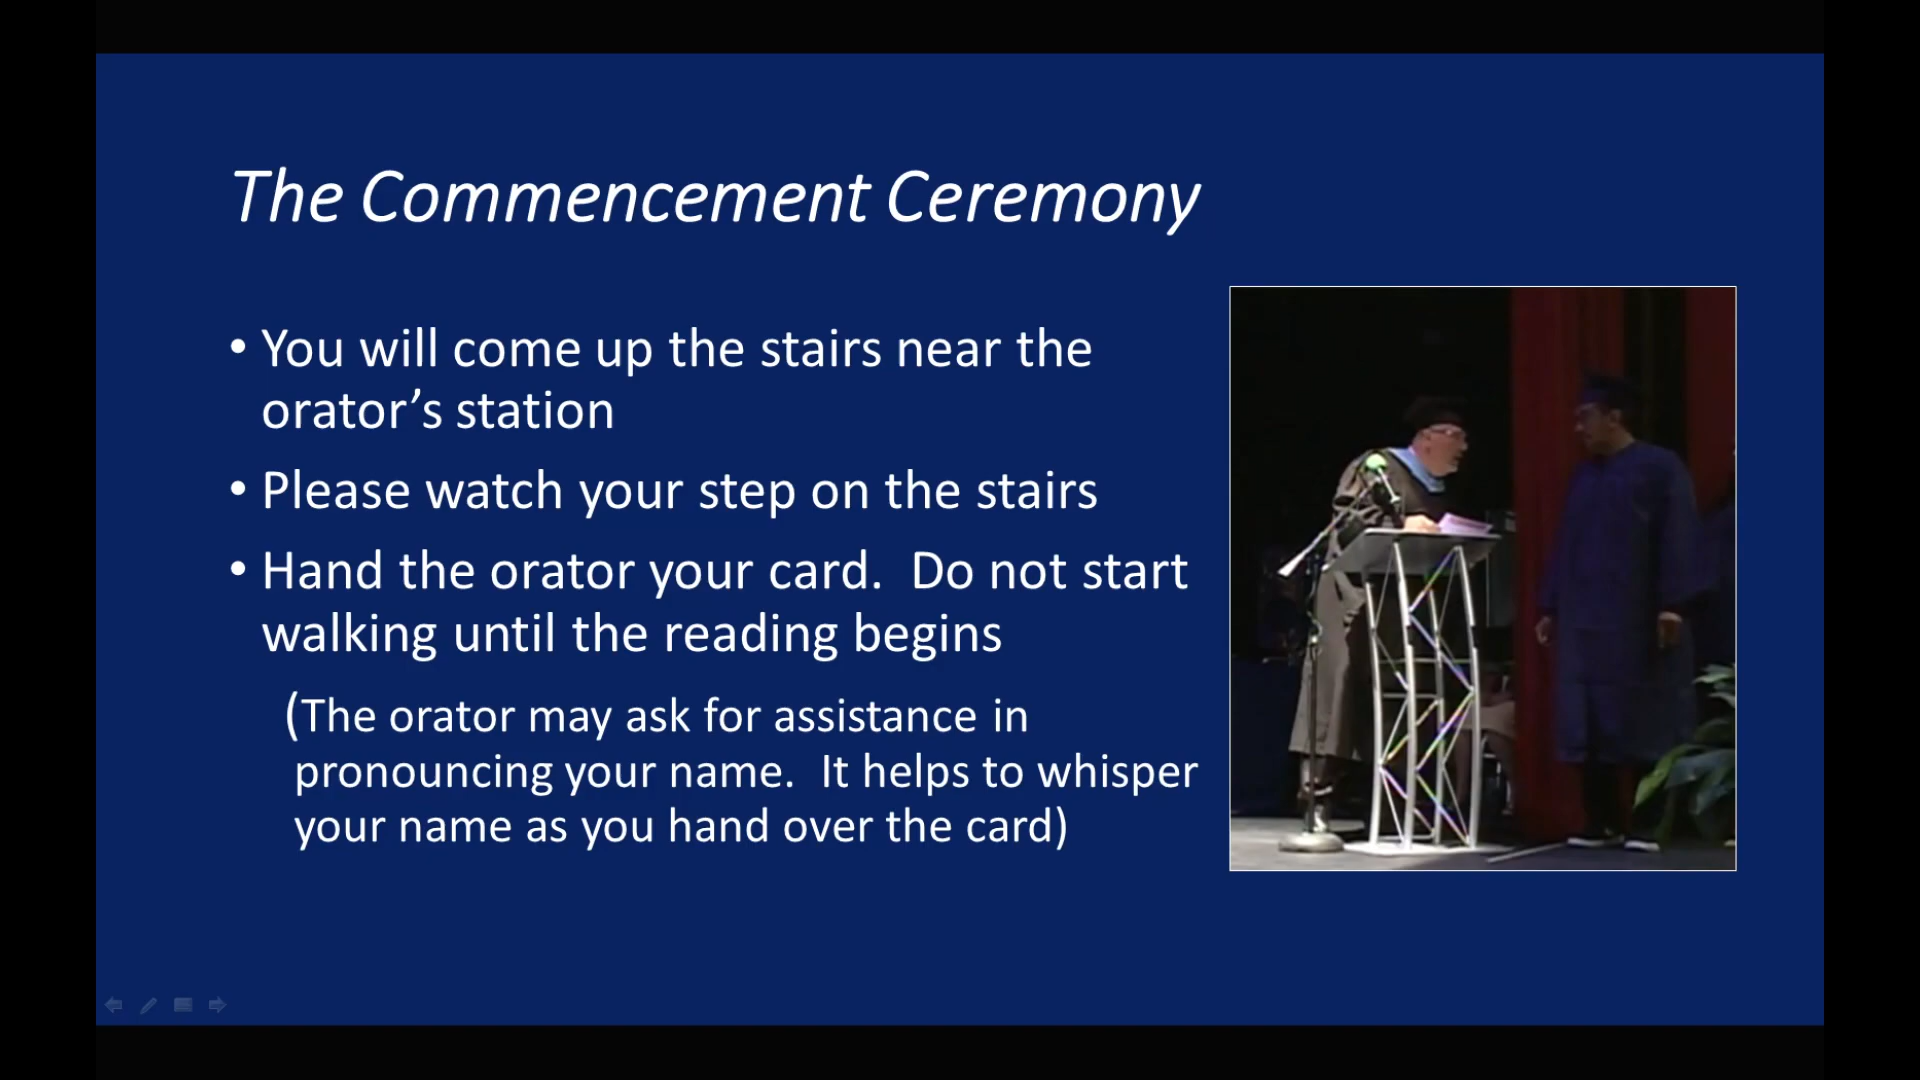 The Commencement Ceremony
• You will come up the stairs near the
orator’s station
• Please watch your step on the stairs
• Hand the orator your card.  Do not start
walking until the reading begins
(The orator may ask for assistance in
pronouncing your name.  It helps to whisper
your name as you hand over the card)